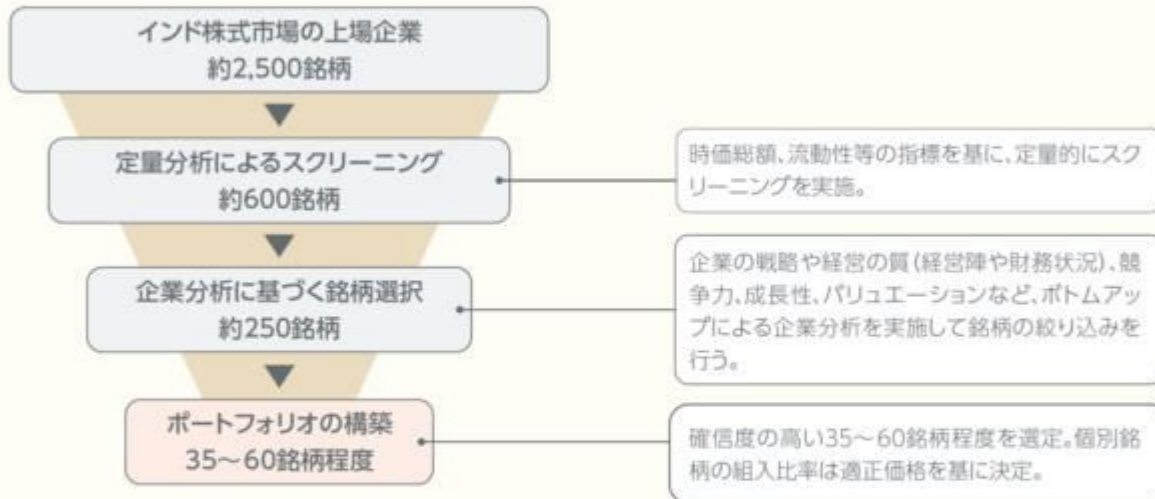 インド株式市場の上場企業
約2,500銘柄
定量分析によるスクリーニング
約600銘柄
時価総額、流動性等の指標を基に、定量的にスク
リーニングを実施。
企業分析に基づく銘柄選択
約250銘柄
企業の戦略や経営の質(経営陣や財務状況)、競
争力、成長性、バリュエーションなど、ボトムアッ
プによる企業分析を実施して銘柄の絞り込みを
行う。
ポートフォリオの構築
35～60銘柄程度
確信度の高い35～60銘柄程度を選定。個別銘
柄の組入比率は適正価格を基に決定。